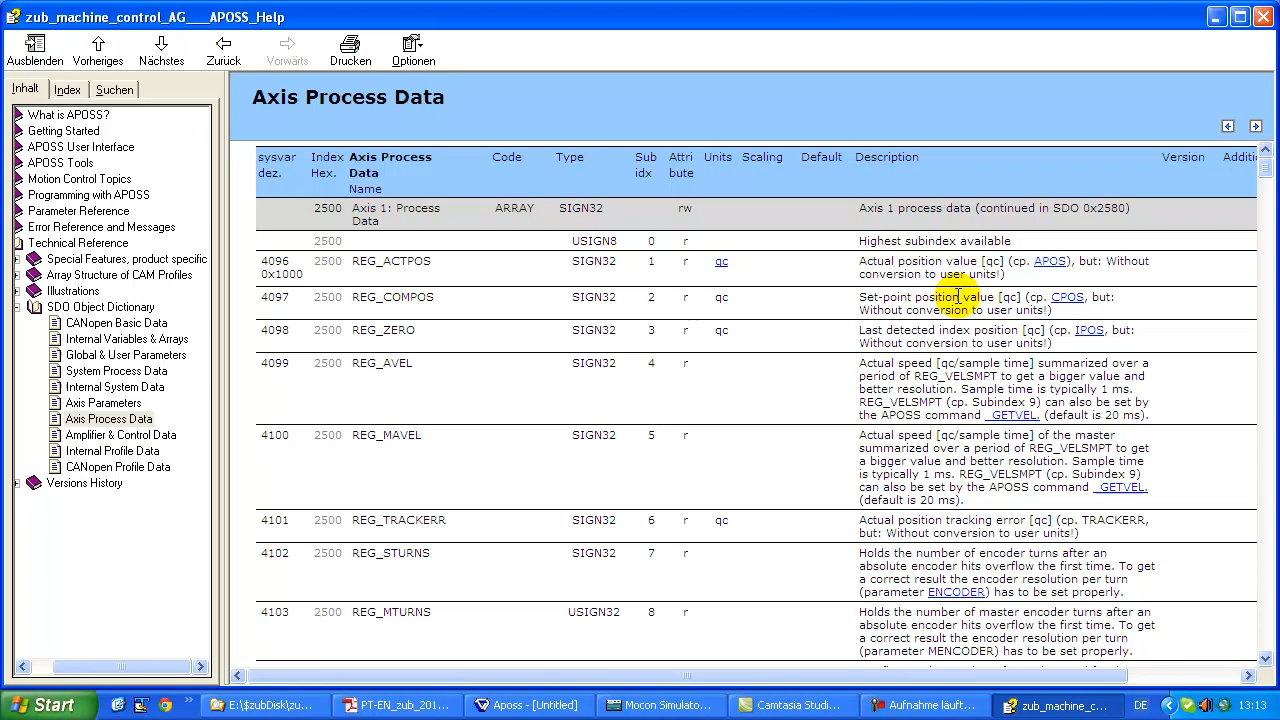 zub_machine_control_AG___APOSS_Help
Ausblenden Vorheriges Nächstes Zurück Vorwärts Drucken Optionen
Inhalt Index Suchen
What is APOSS?
Getting Started
APOSS User Interface
APOSS Tools
Motion Control Topics
Programming with APOSS
Parameter Reference
Error Reference and Messages
Technical Reference
Special Features, product specific
Array Structure of CAM Profiles
Illustrations
SDO Object Dictionary
CANopen Basic Data
Internal Variables & Arrays
Global & User Parameters
System Process Data
Internal System Data
Axis Parameters
Axis Process Data
Amplifier & Control Data
Internal Profile Data
CANopen Profile Data
Versions History
Axis Process Data
sysvar Index Axis Process Code Type Sub Attri Units Scaling Default Description Version Additi
dez. Hex. Data idx bute
Name
2500 Axis 1: Process ARRAY SIGN32 rw Axis 1 process data (continued in SDO 0x2580)
Data
2500 USIGN8 0 r Highest subindex available
4096 2500 REG_ACTPOS SIGN32 1 r qc Actual position value [qc] (cp. APOS), but: Without
0x1000 conversion to user units!)
4097 2500 REG_COMPOS SIGN32 2 r qc Set-point position value [qc] (cp. CPOS, but:
Without conversion to user units!)
4098 2500 REG_ZERO SIGN32 3 r qc Last detected index position [qc] (cp. IPOS, but:
Without conversion to user units!)
4099 2500 REG_AVEL SIGN32 4 r Actual speed [qc/sample time] summarized over a
period of REG_VELSMPT to get a bigger value and
better resolution. Sample time is typically 1 ms.
REG_VELSMPT (cp. Subindex 9) can also be set by
the APOSS command _GETVEL. (default is 20 ms).
4100 2500 REG_MAVEL SIGN32 5 r Actual speed [qc/sample time] of the master
summarized over a period of REG_VELSMPT to get
a bigger value and better resolution. Sample time
is typically 1 ms. REG_VELSMPT (cp. Subindex 9)
can also be set by the APOSS command _GETVEL.
(default is 20 ms).
4101 2500 REG_TRACKERR SIGN32 6 r qc Actual position tracking error [qc] (cp. TRACKERR,
but: Without conversion to user units!)
4102 2500 REG_STURNS SIGN32 7 r Holds the number of encoder turns after an
absolute encoder hits overflow the first time. To get
a correct result the encoder resolution per turn
(parameter ENCODER) has to be set properly.
4103 2500 REG_MTURNS USIGN32 8 r Holds the number of master encoder turns after an
absolute encoder hits overflow the first time. To get
a correct result the encoder resolution per turn
(parameter MENCODER) has to be set properly.
Start E:\$zubDisk\zu... PT-EN_zub_201... Aposs - [Untitled] Mocon Simulato... Camtasia Studi... Aufnahme läuft... zub_machine_c... DE 13:13